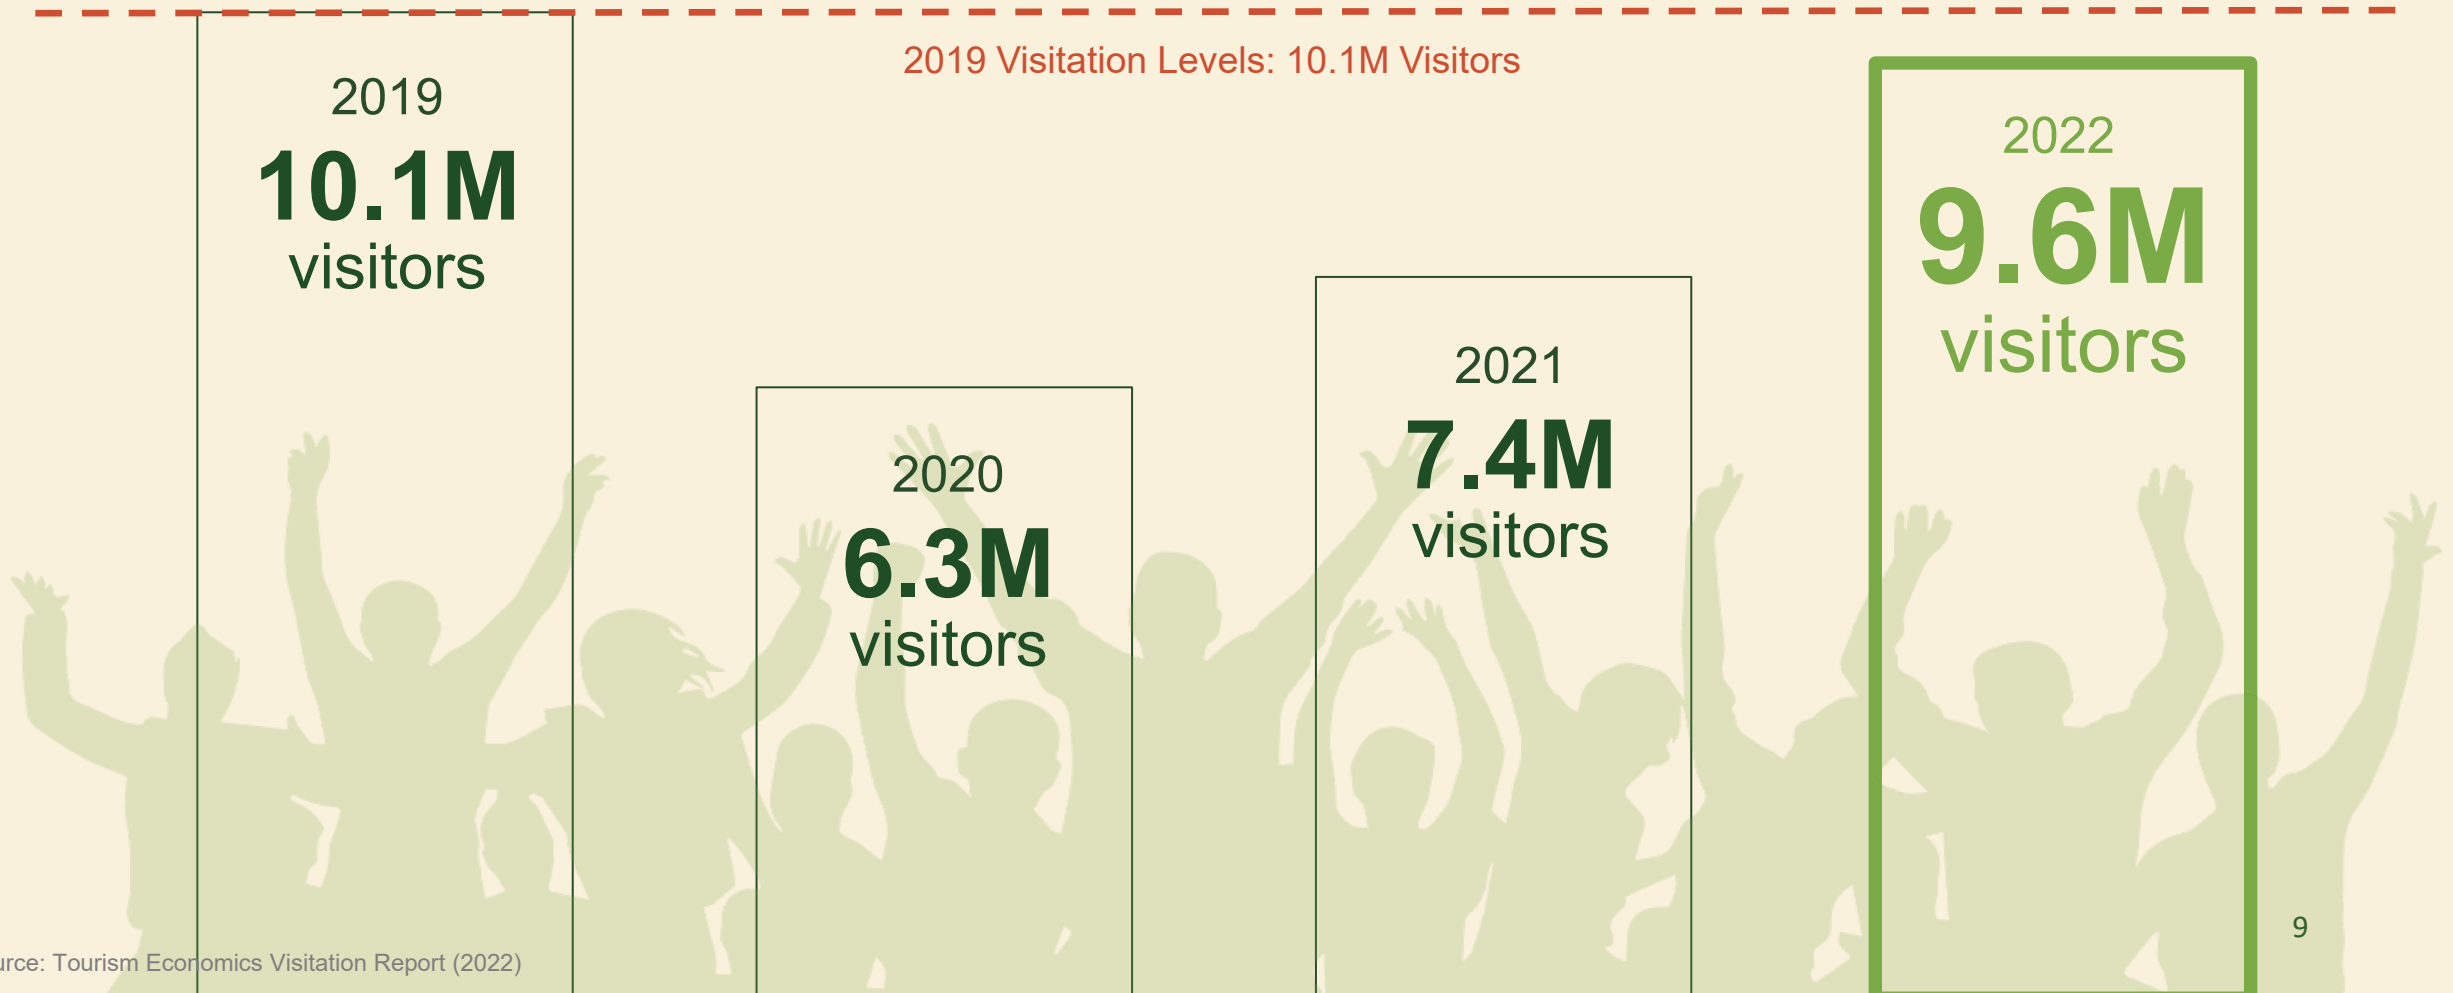 2019 Visitation Levels: 10.1M Visitors
2019
10.1M
visitors
2020
6.3M
visitors
2021
7.4M
visitors
2022
9.6M
visitors
9
urce: Tourism Economics Visitation Report (2022)